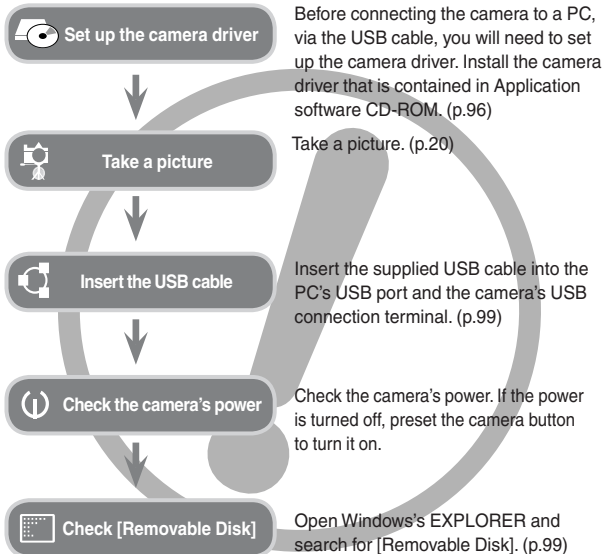 Set up the camera driver
Before connecting the camera to a PC,
via the USB cable, you will need to set
up the camera driver. Install the camera
driver that is contained in Application
software CD-ROM. (p.96)
Take a picture
Take a picture. (p.20)
Insert the USB cable
Insert the supplied USB cable into the
PC's USB port and the camera's USB
connection terminal. (p.99)
Check the camera's power
Check the camera's power. If the power
is turned off, preset the camera button
to turn it on.
Check [Removable Disk]
Open Windows's EXPLORER and
search for [Removable Disk]. (p.99)